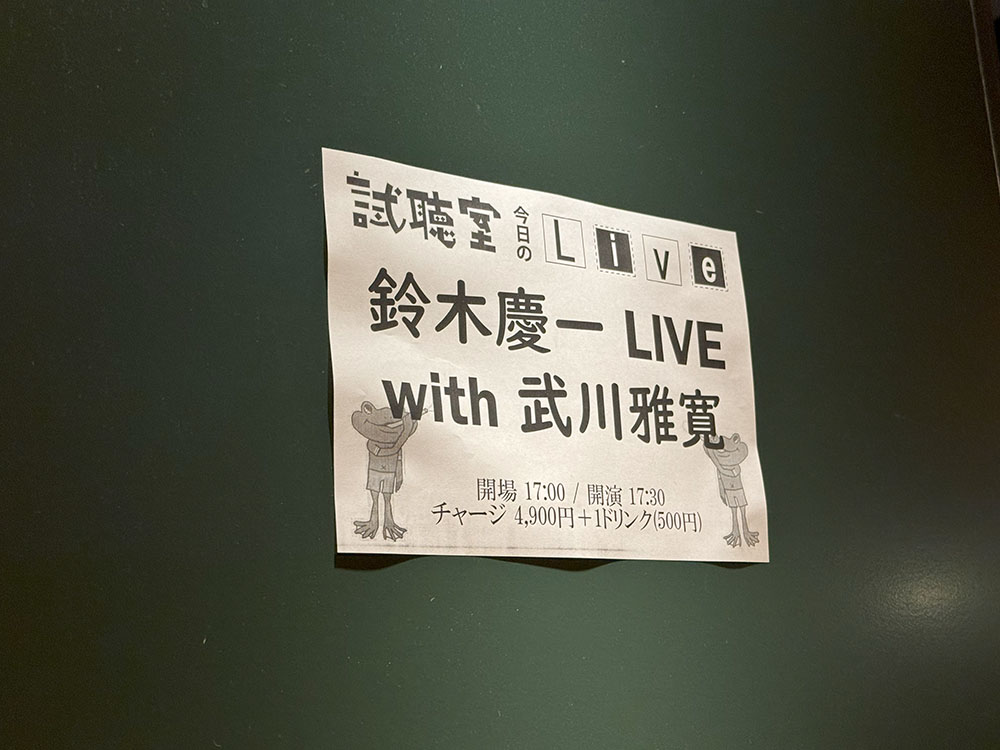 試聴室 今日の Live
鈴木慶一 LIVE
with 武川雅寛
開場 17:00 / 開演 17:30
チャージ 4,900円＋1ドリンク(500円)